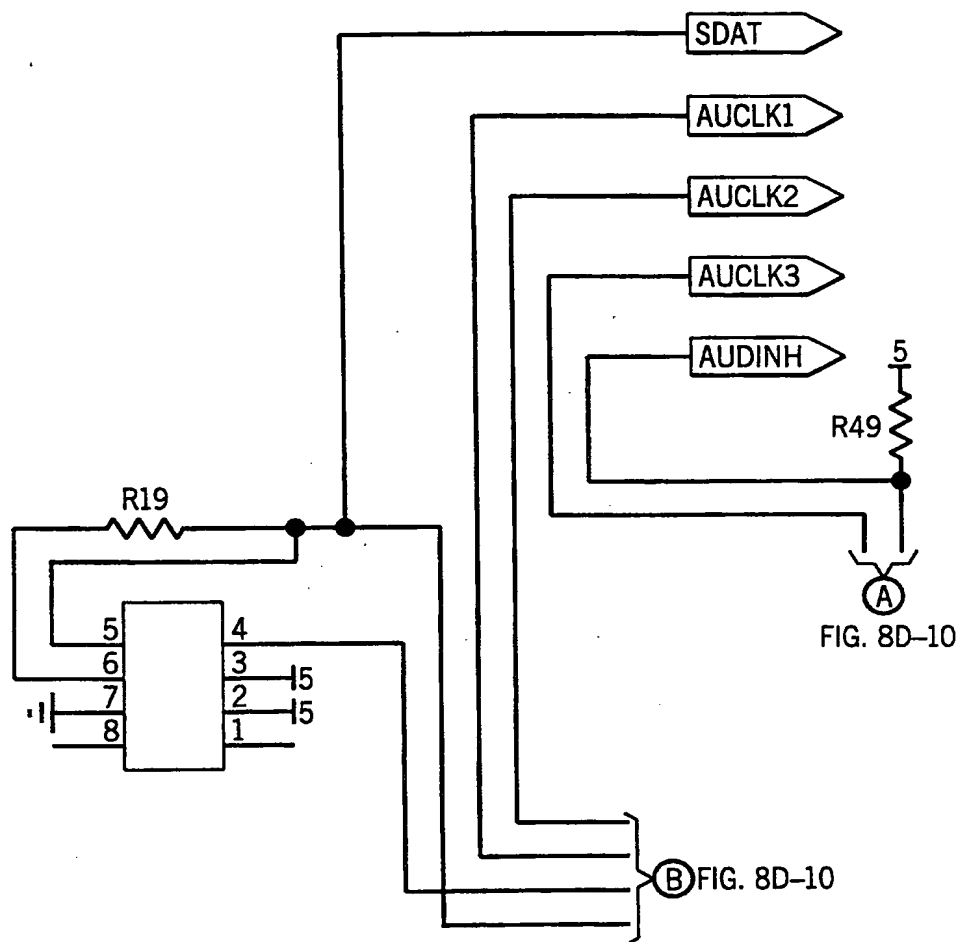 SDAT
AUCLK1
AUCLK2
AUCLK3
AUDINH
5
R49
R19
A
FIG. 8D-10
5 4
6 3 5
7 2 5
8 1
B FIG. 8D-10